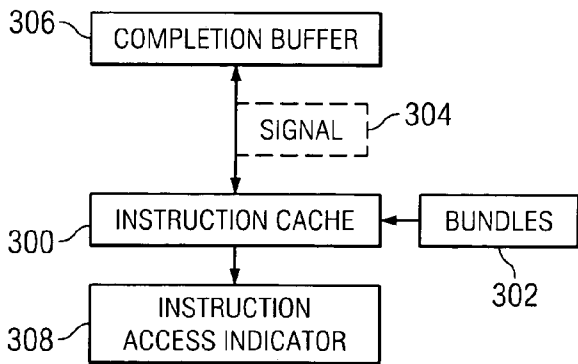 306
COMPLETION BUFFER
SIGNAL
304
300
INSTRUCTION CACHE
BUNDLES
302
308
INSTRUCTION
ACCESS INDICATOR